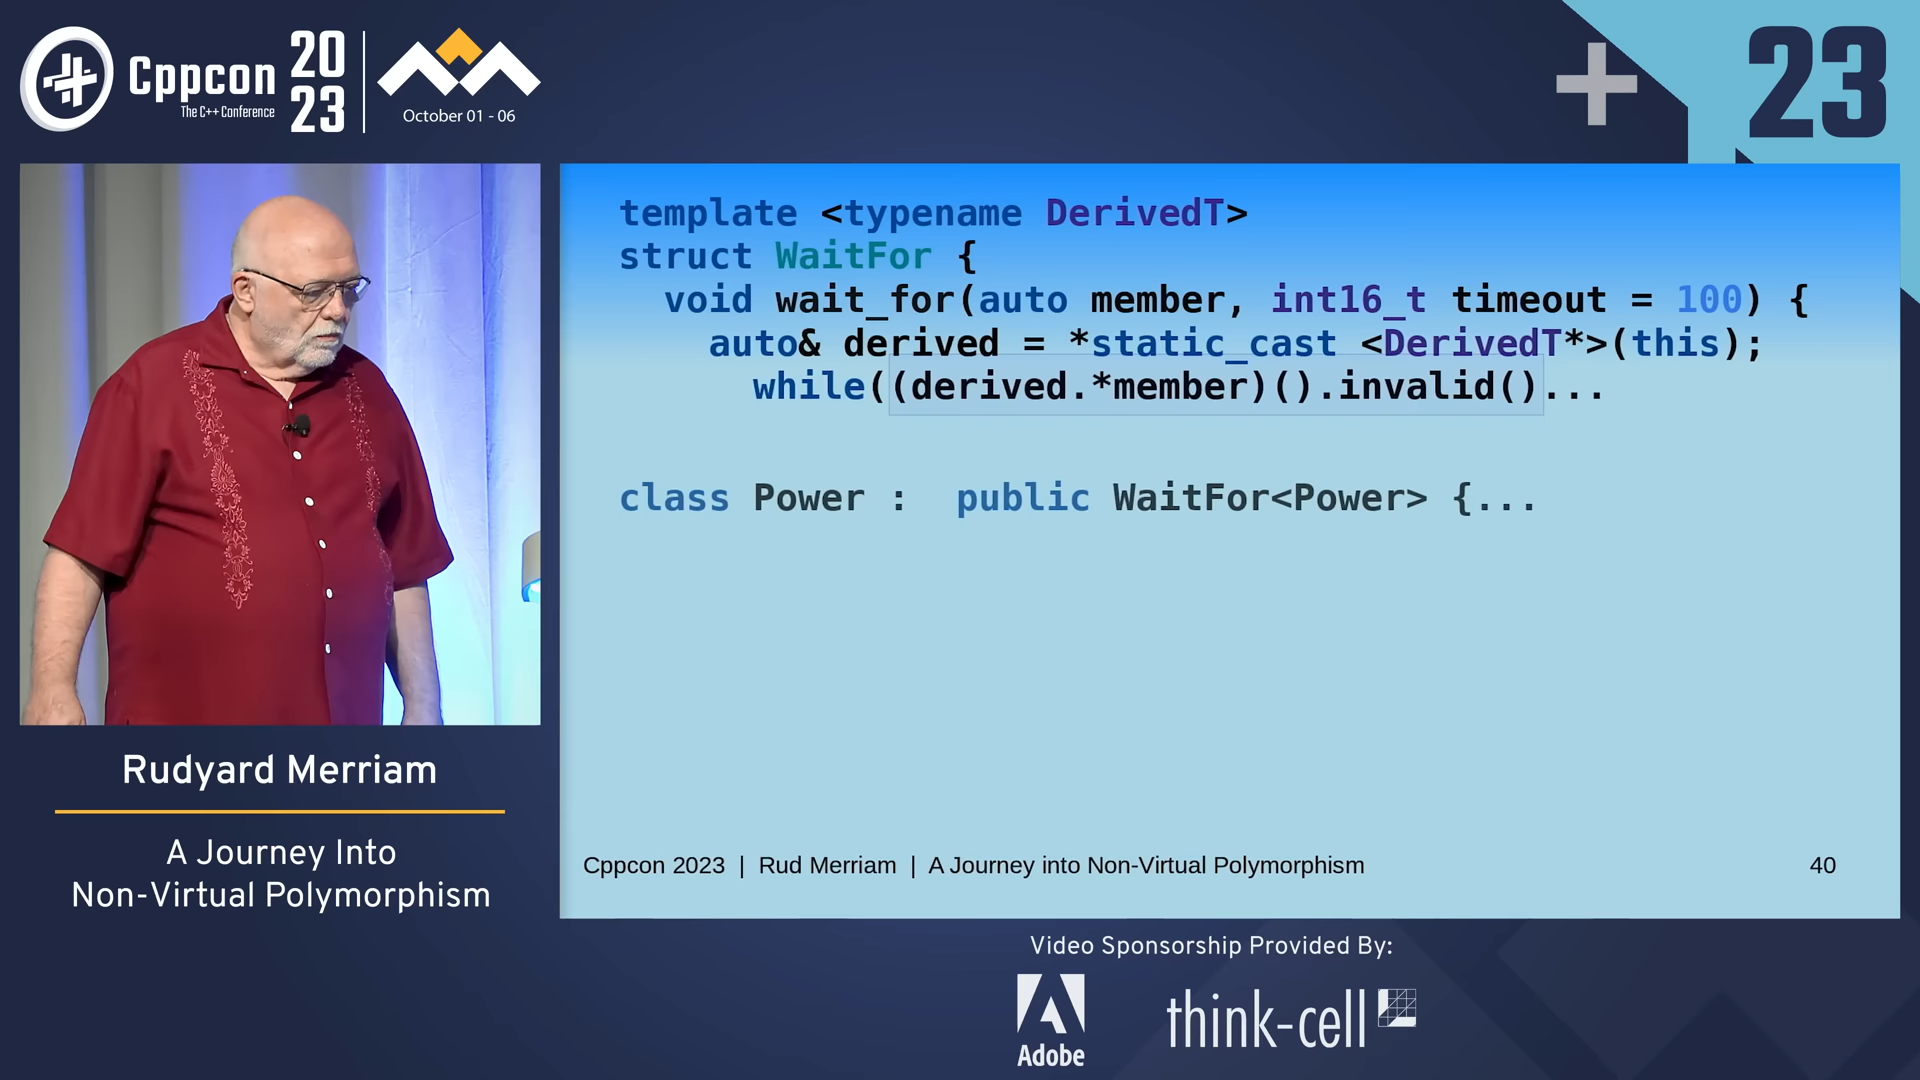 Cppcon
The C++ Conference
20
23
October 01 - 06
23
template <typename DerivedT>
struct WaitFor {
void wait_for(auto member, int16_t timeout = 100) {
auto& derived = *static_cast <DerivedT*>(this);
while((derived.*member)().invalid()...
class Power :  public WaitFor<Power> {...
Cppcon 2023 | Rud Merriam | A Journey into Non-Virtual Polymorphism
40
Rudyard Merriam
A Journey Into
Non-Virtual Polymorphism
Video Sponsorship Provided By:
Adobe
think-cell